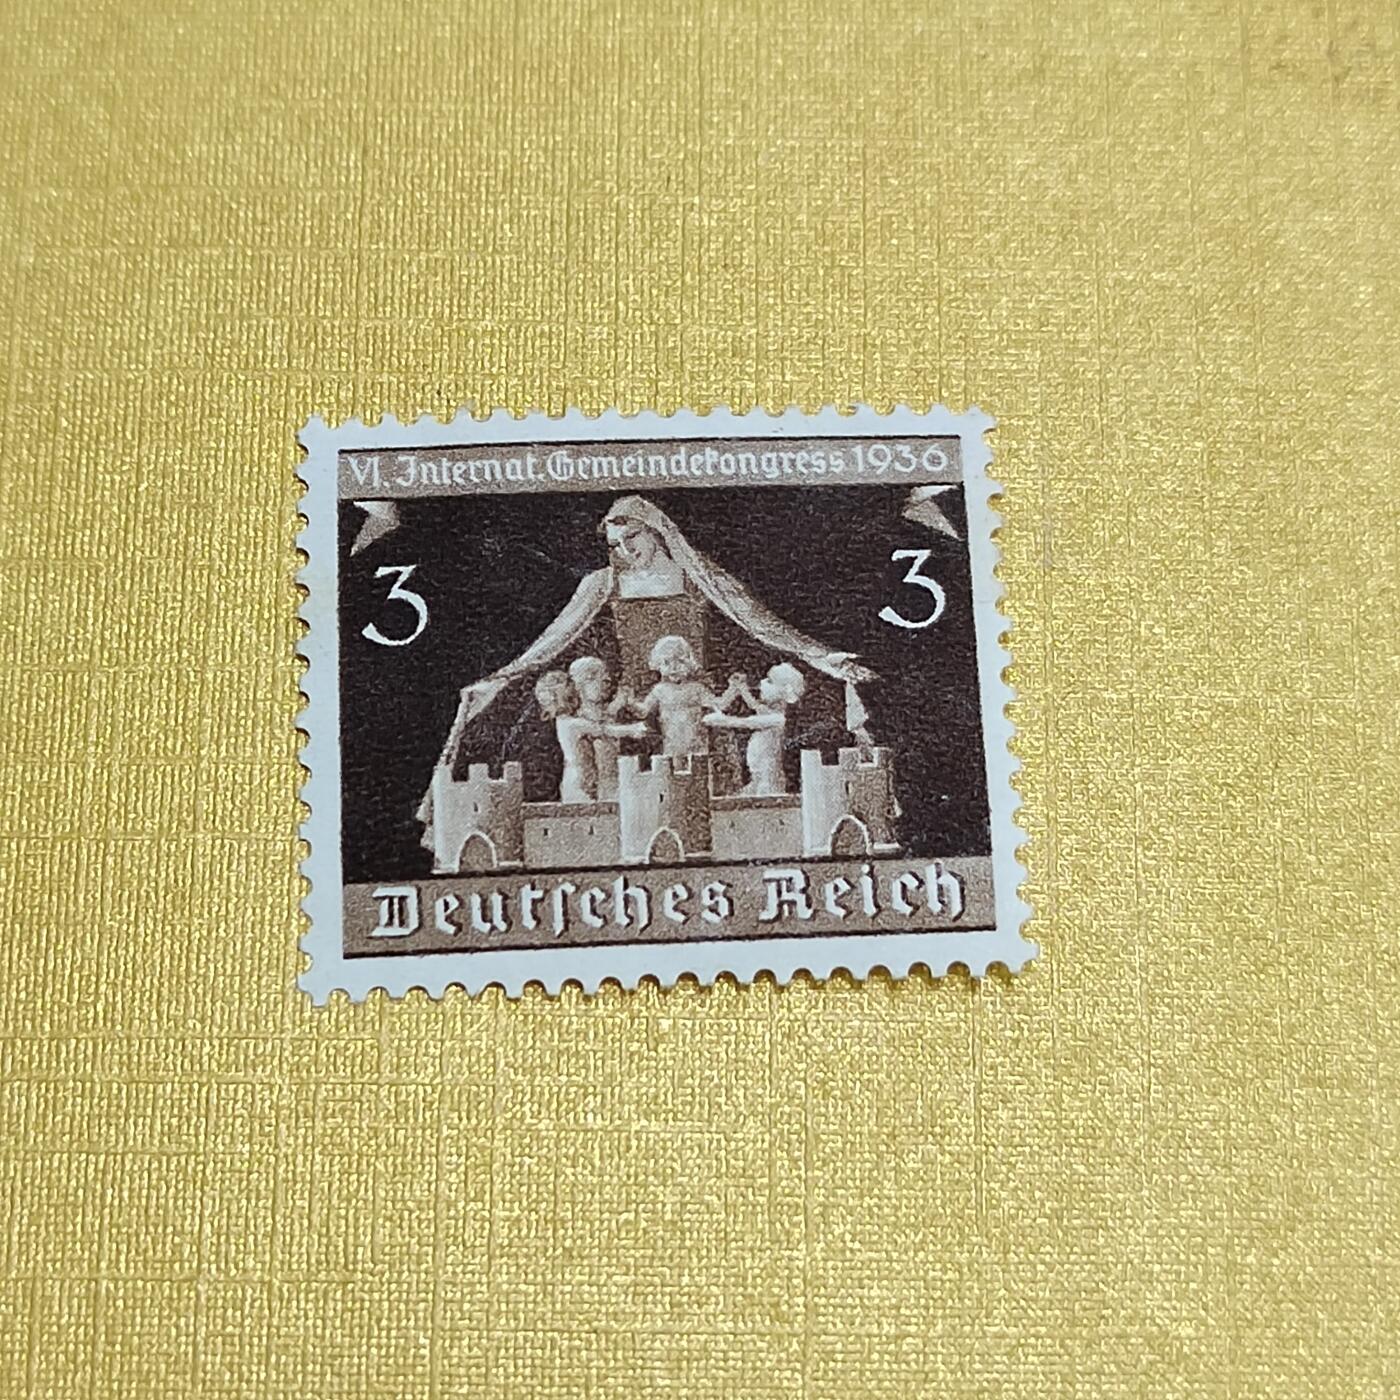 VI. Internat. Gemeindekongress 1936
3 3
Deutſches Reich